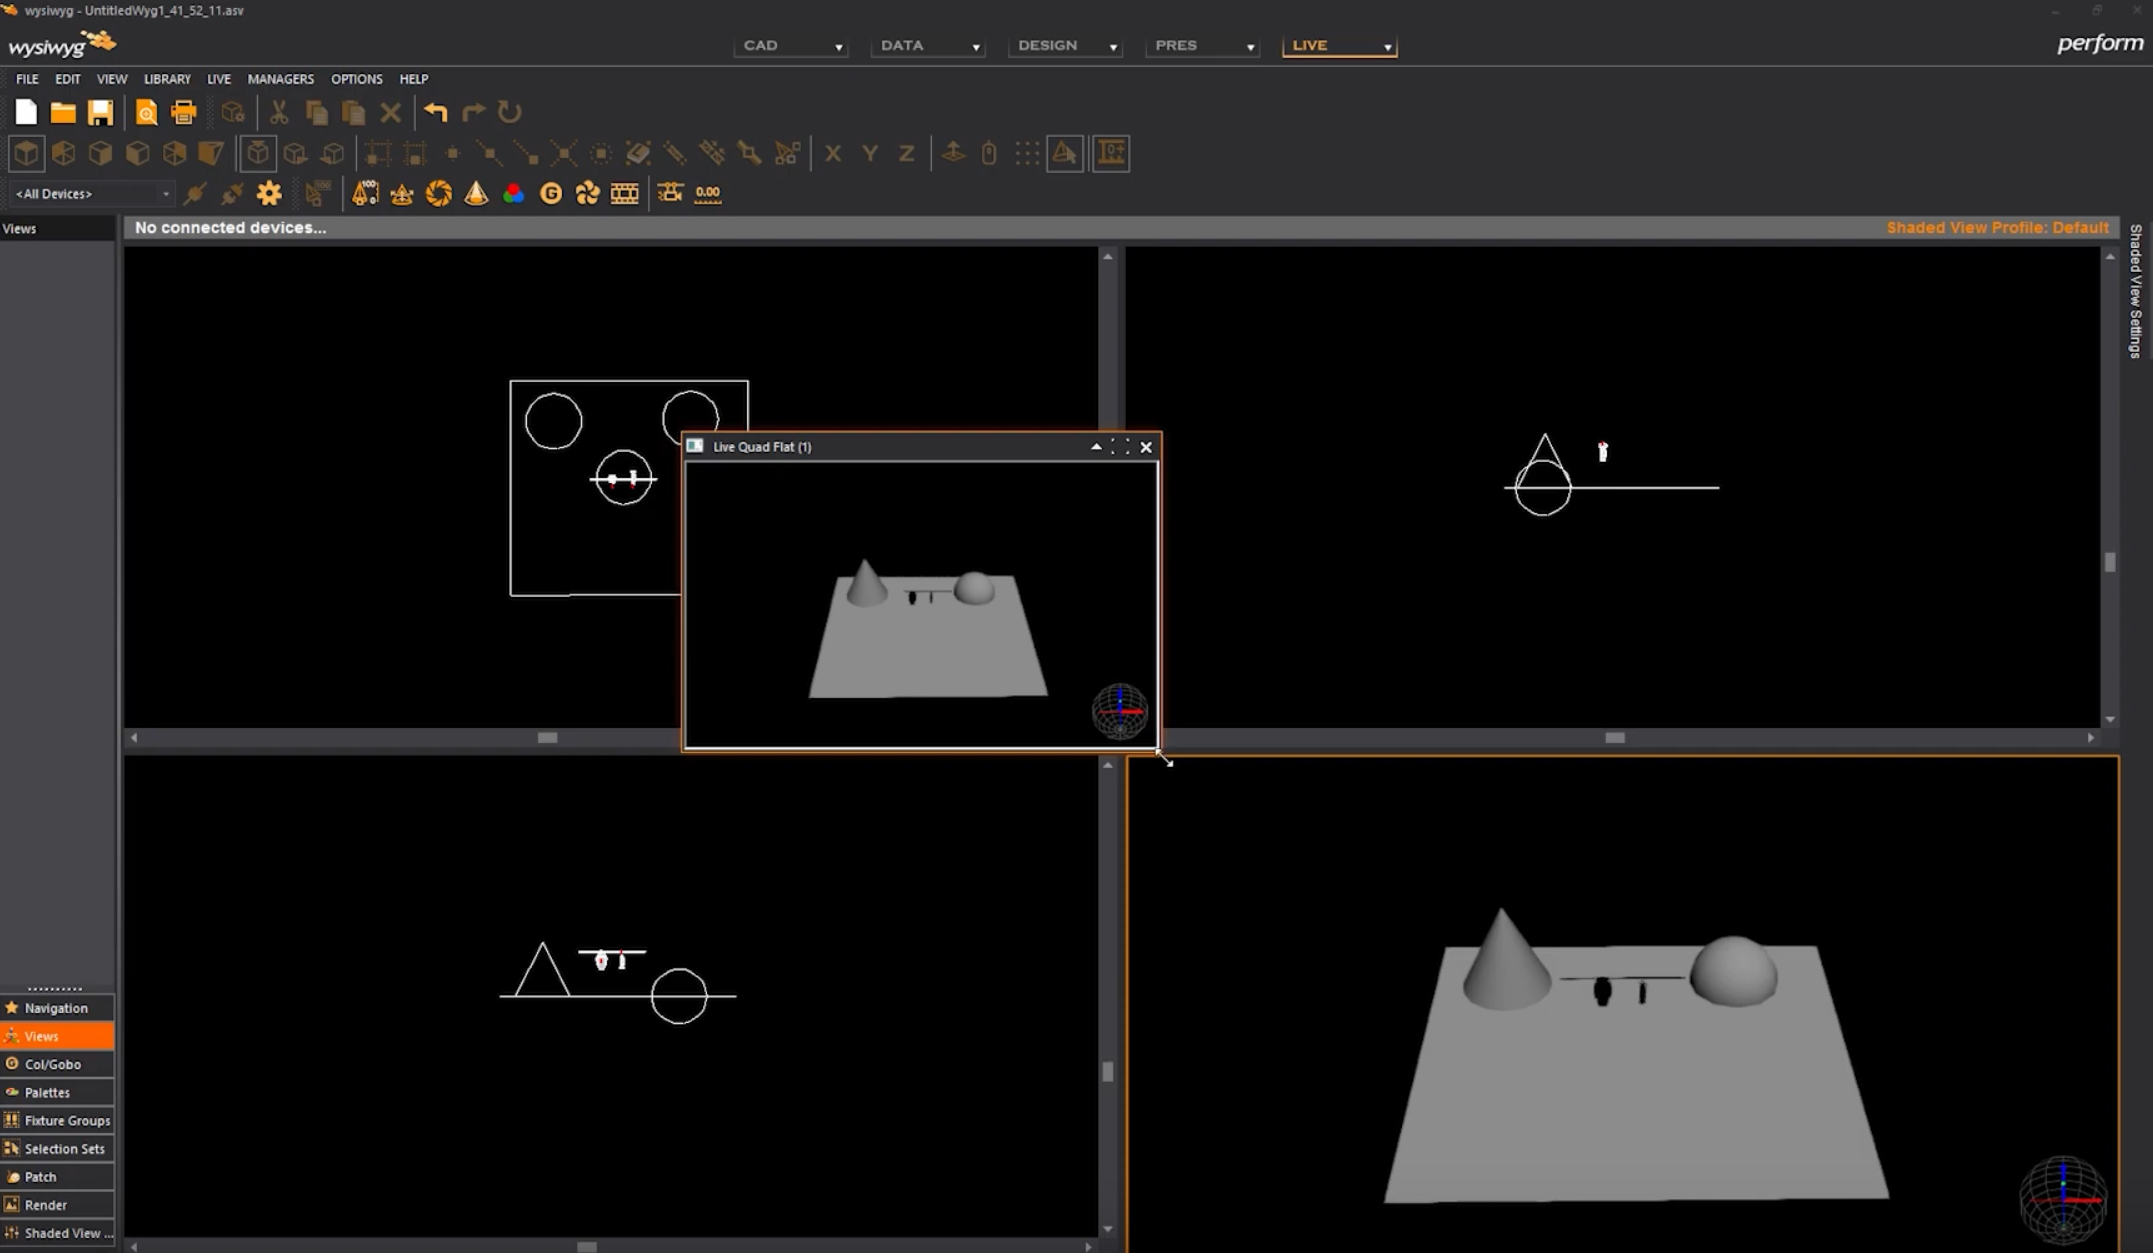 wysiwyg - UntitledWyg1_41_52_11.asv
wysiwyg
CAD
DATA
DESIGN
PRES
LIVE
perform
FILE EDIT VIEW LIBRARY LIVE MANAGERS OPTIONS HELP
X Y Z
<All Devices>
G
0.00
Views
No connected devices...
Shaded View Profile: Default
Shaded View Settings
Live Quad Flat (1)
Navigation
Views
Col/Gobo
Palettes
Fixture Groups
Selection Sets
Patch
Render
Shaded View ...